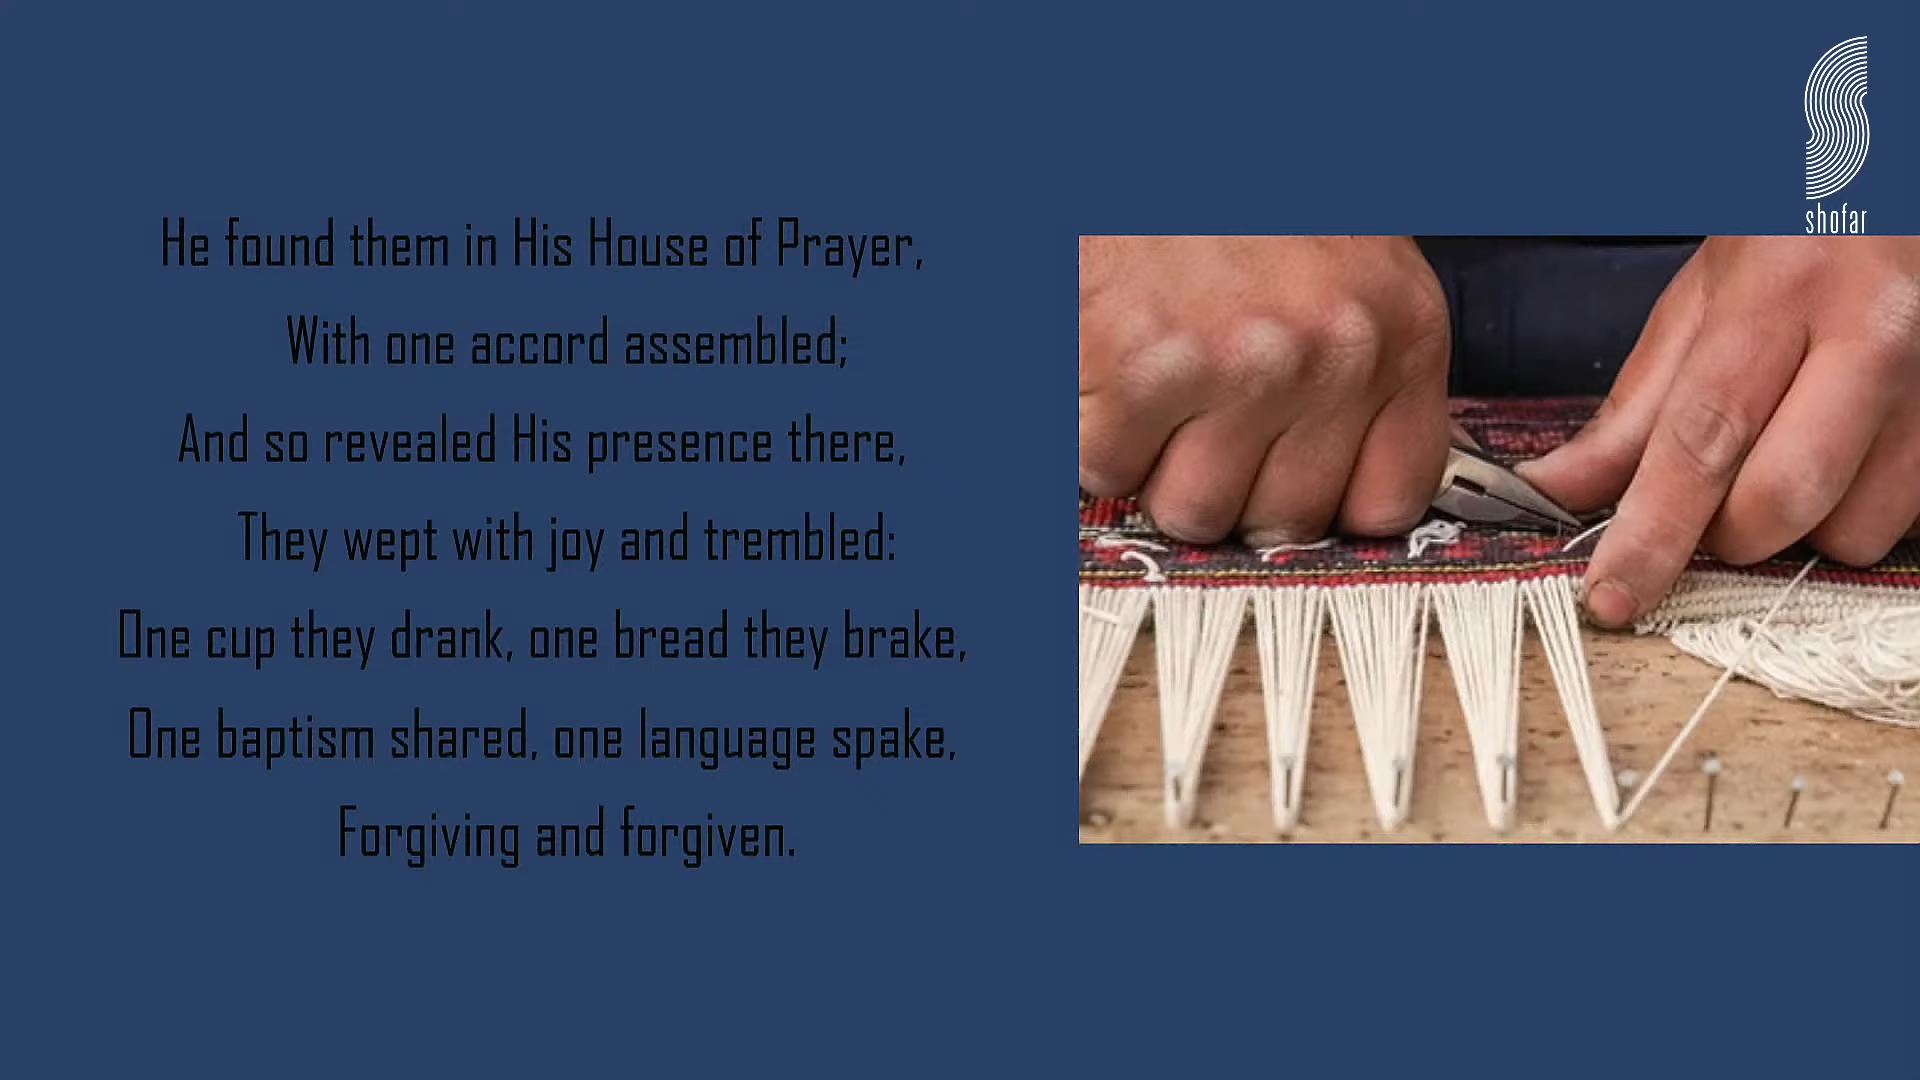 He found them in His House of Prayer,
With one accord assembled;
And so revealed His presence there,
They wept with joy and trembled:
One cup they drank, one bread they brake,
One baptism shared, one language spake,
Forgiving and forgiven.
shofar